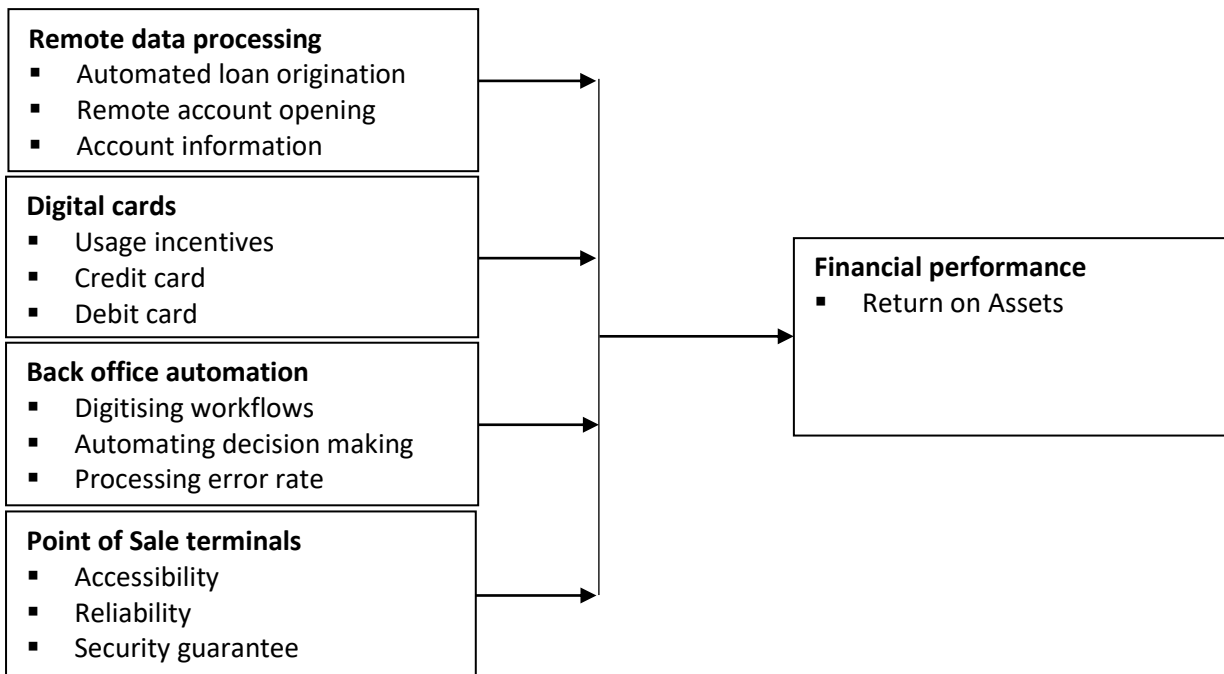 Remote data processing
▪ Automated loan origination
▪ Remote account opening
▪ Account information
Digital cards
▪ Usage incentives
▪ Credit card
▪ Debit card
Back office automation
▪ Digitising workflows
▪ Automating decision making
▪ Processing error rate
Point of Sale terminals
▪ Accessibility
▪ Reliability
▪ Security guarantee
Financial performance
▪ Return on Assets